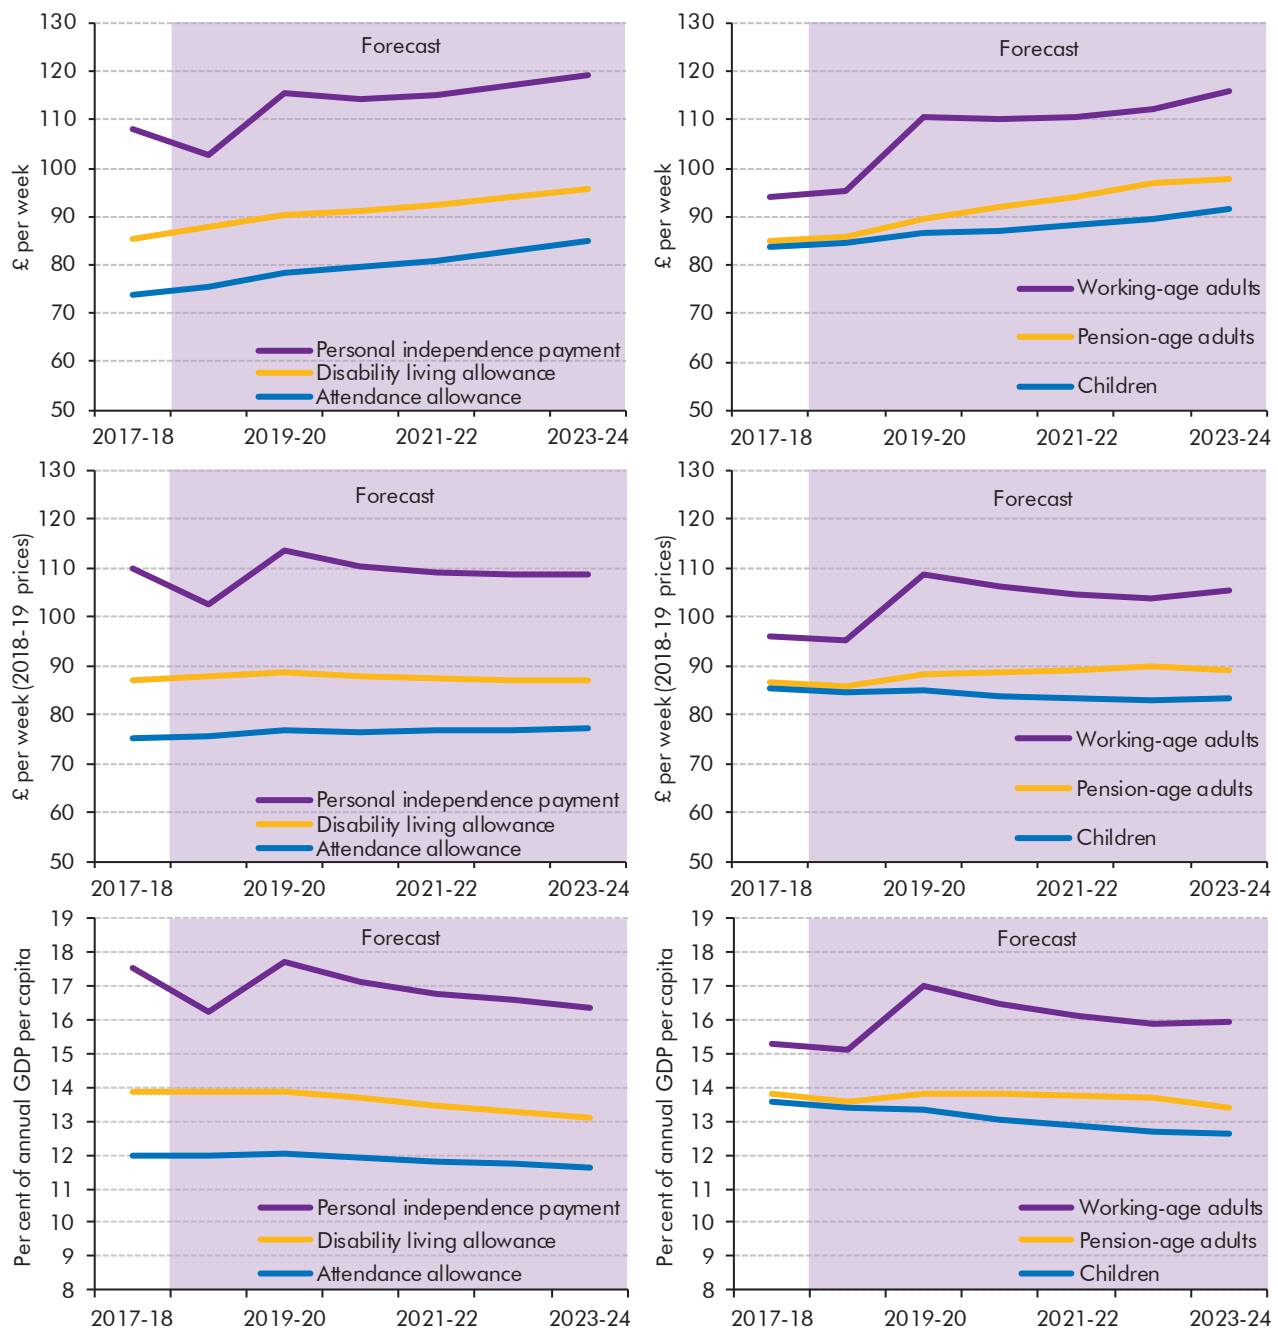 130
120
110
100
90
80
70
60
50
£ per week
Forecast
Personal independence payment
Disability living allowance
Attendance allowance
2017-18 2019-20 2021-22 2023-24
130
120
110
100
90
80
70
60
50
£ per week
Forecast
Working-age adults
Pension-age adults
Children
2017-18 2019-20 2021-22 2023-24
130
120
110
100
90
80
70
60
50
£ per week (2018-19 prices)
Forecast
Personal independence payment
Disability living allowance
Attendance allowance
2017-18 2019-20 2021-22 2023-24
130
120
110
100
90
80
70
60
50
£ per week (2018-19 prices)
Forecast
Working-age adults
Pension-age adults
Children
2017-18 2019-20 2021-22 2023-24
19
18
17
16
15
14
13
12
11
10
9
8
Per cent of annual GDP per capita
Forecast
Personal independence payment
Disability living allowance
Attendance allowance
2017-18 2019-20 2021-22 2023-24
19
18
17
16
15
14
13
12
11
10
9
8
Per cent of annual GDP per capita
Forecast
Working-age adults
Pension-age adults
Children
2017-18 2019-20 2021-22 2023-24